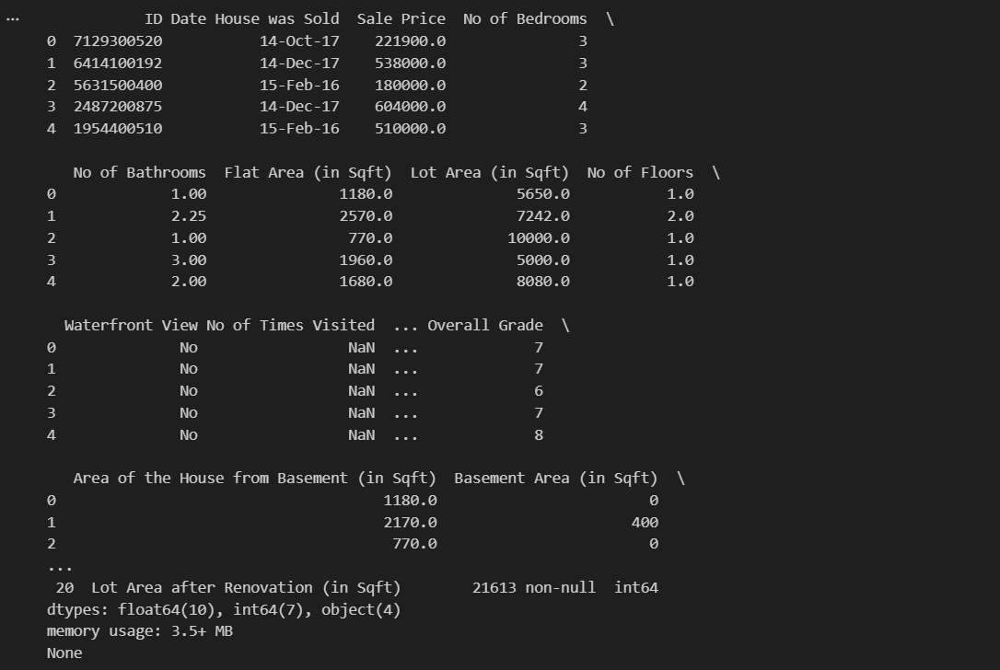 ...
ID Date House was Sold  Sale Price  No of Bedrooms  \
0  7129300520           14-Oct-17    221900.0               3
1  6414100192           14-Dec-17    538000.0               3
2  5631500400           15-Feb-16    180000.0               2
3  2487200875           14-Dec-17    604000.0               4
4  1954400510           15-Feb-16    510000.0               3
No of Bathrooms  Flat Area (in Sqft)  Lot Area (in Sqft)  No of Floors  \
0             1.00               1180.0              5650.0           1.0
1             2.25               2570.0              7242.0           2.0
2             1.00                770.0             10000.0           1.0
3             3.00               1960.0              5000.0           1.0
4             2.00               1680.0              8080.0           1.0
Waterfront View No of Times Visited  ... Overall Grade  \
0              No                 NaN  ...             7
1              No                 NaN  ...             7
2              No                 NaN  ...             6
3              No                 NaN  ...             7
4              No                 NaN  ...             8
Area of the House from Basement (in Sqft)  Basement Area (in Sqft)  \
0                                     1180.0                        0
1                                     2170.0                      400
2                                      770.0                        0
...
20  Lot Area after Renovation (in Sqft)        21613 non-null  int64
dtypes: float64(10), int64(7), object(4)
memory usage: 3.5+ MB
None